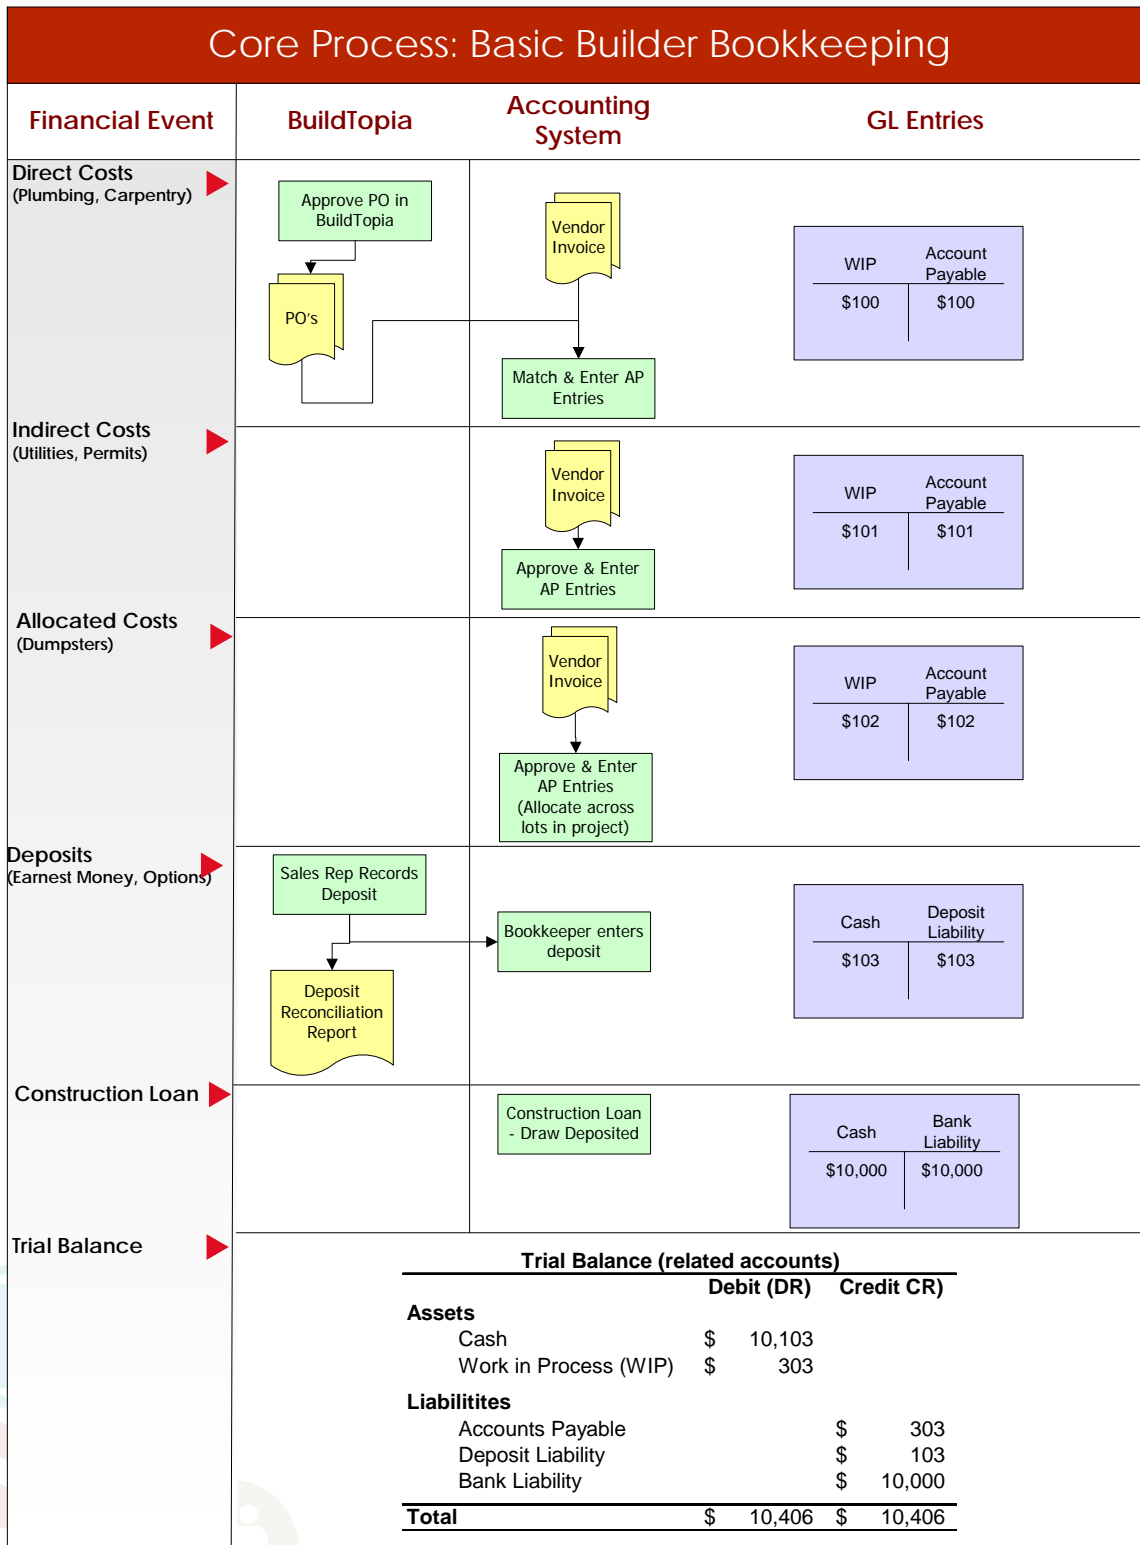 Core Process: Basic Builder Bookkeeping
Financial Event
BuildTopia
Accounting
System
GL Entries
Direct Costs
(Plumbing, Carpentry)
Approve PO in
BuildTopia
PO's
Vendor
Invoice
Match & Enter AP
Entries
WIP
Account
Payable
$100
$100
Indirect Costs
(Utilities, Permits)
Vendor
Invoice
Approve & Enter
AP Entries
WIP
Account
Payable
$101
$101
Allocated Costs
(Dumpsters)
Vendor
Invoice
Approve & Enter
AP Entries
(Allocate across
lots in project)
WIP
Account
Payable
$102
$102
Deposits
(Earnest Money, Options)
Sales Rep Records
Deposit
Deposit
Reconciliation
Report
Bookkeeper enters
deposit
Cash
Deposit
Liability
$103
$103
Construction Loan
Construction Loan
- Draw Deposited
Cash
Bank
Liability
$10,000
$10,000
Trial Balance
Trial Balance (related accounts)
Debit (DR) Credit CR)
Assets
Cash $ 10,103
Work in Process (WIP) $ 303
Liabilitites
Accounts Payable $ 303
Deposit Liability $ 103
Bank Liability $ 10,000
Total $ 10,406 $ 10,406